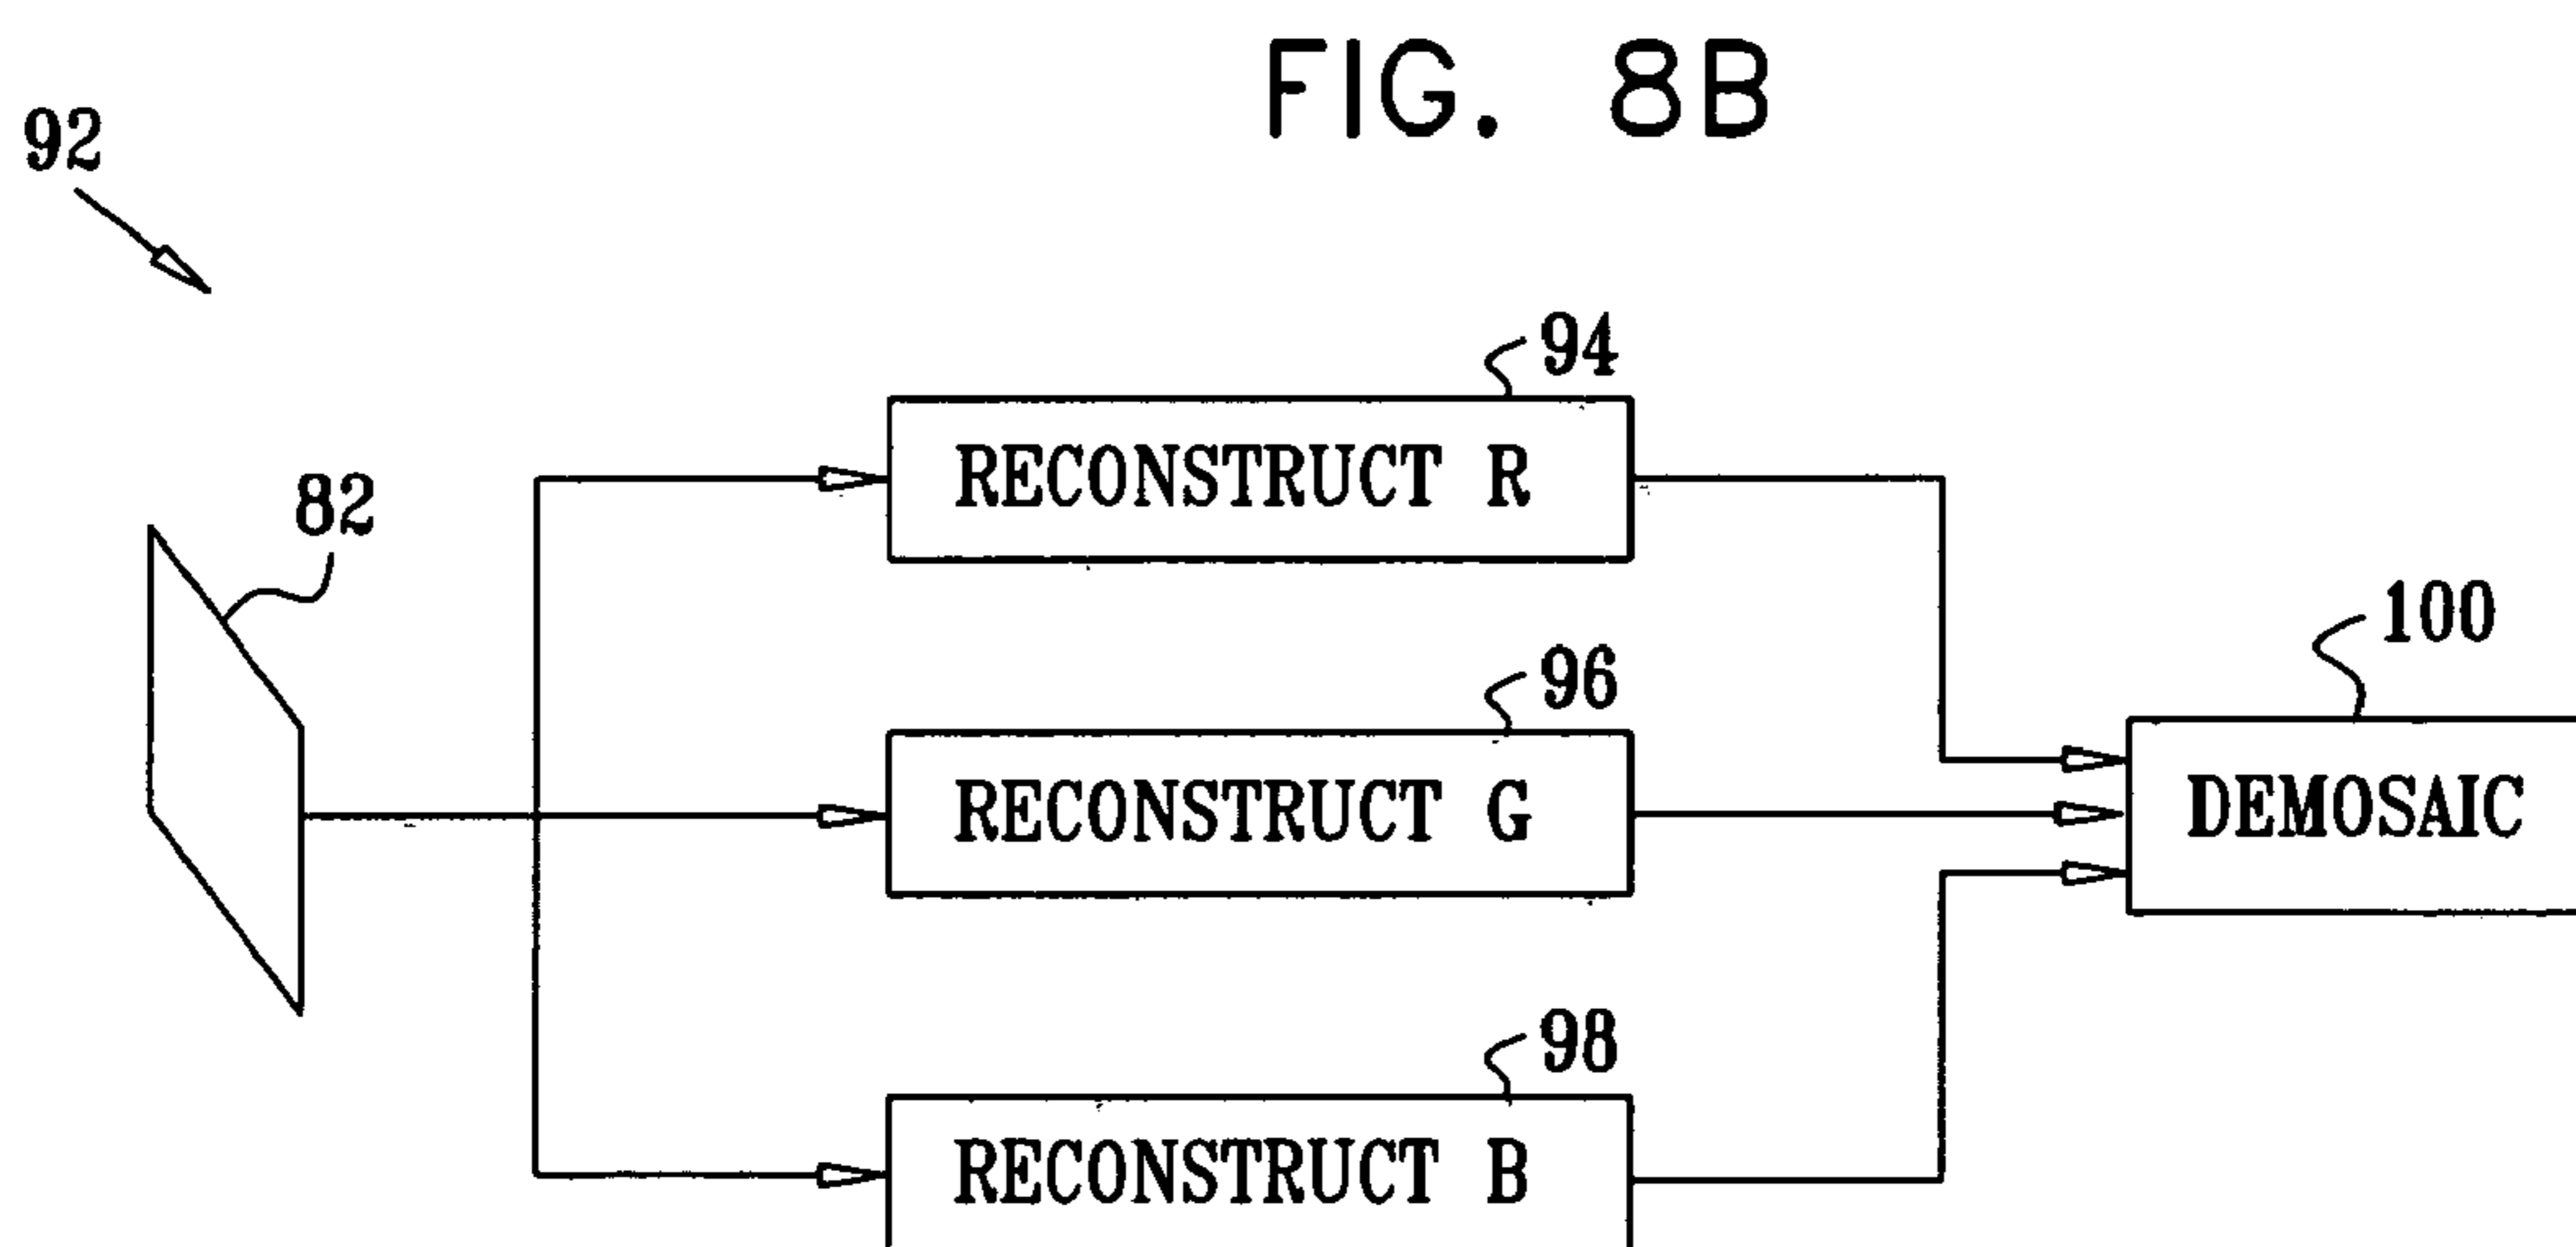 FIG. 8B
92
94
RECONSTRUCT R
82
100
96
RECONSTRUCT G
DEMOSAIC
98
RECONSTRUCT B